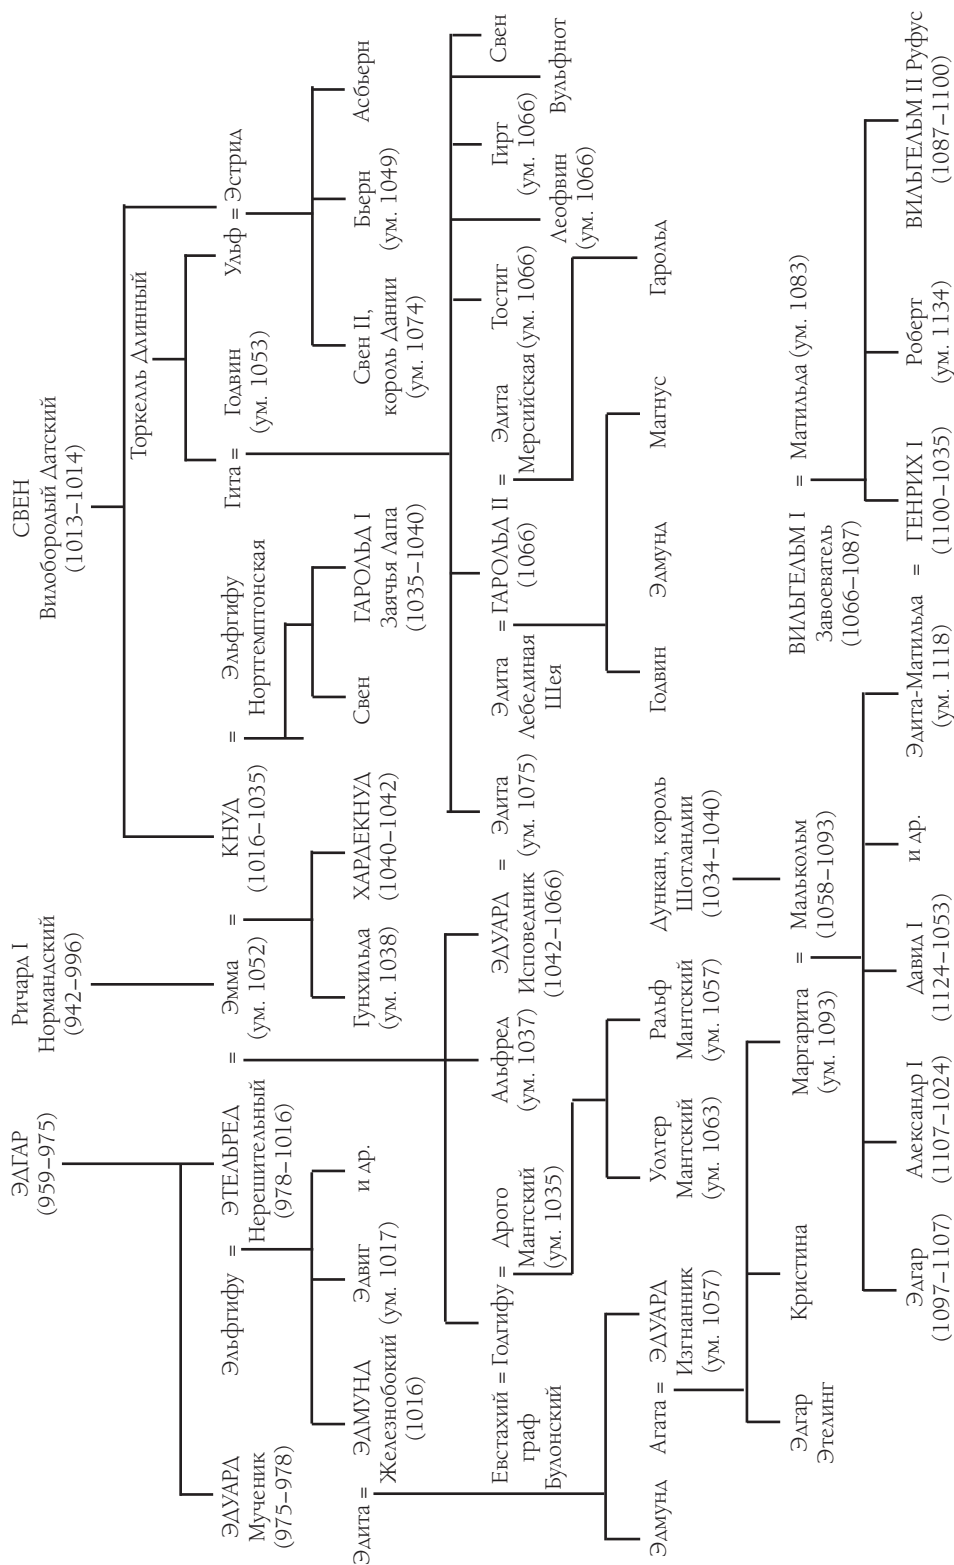 ЭДГАР
(959–975)
Ричард I
Нормандский
(942–996)
СВЕН
Вилобородый Датский
(1013–1014)
Торкелль Длинный
ЭДУАРД
Мученик
(975–978)
Эльфгифу
=
ЭТЕЛЬРЕД
Нерешительный
(978–1016)
=
Эмма
(ум. 1052)
=
КНУД
(1016–1035)
=
Эльфгифу
Нортгемптонская
Гита
=
Годвин
(ум. 1053)
Ульф
=
Эстрид
Эдита
=
ЭДМУНД
Железнобокий
(1016)
Эдвиг
(ум. 1017)
и др.
Гунхильда
(ум. 1038)
ХАРДЕКНУД
(1040–1042)
Свен
ГАРОЛЬД I
Заячья Лапа
(1035–1040)
Свен II,
король Дании
(ум. 1074)
Бьерн
(ум. 1049)
Асбьерн
Евстахий
граф
Булонский
=
Годгифу
=
Дрого
Мантский
(ум. 1035)
Альфред
(ум. 1037)
ЭДУАРД
Исповедник
(1042–1066)
=
Эдита
(ум. 1075)
Эдита
Лебединая
Шея
=
ГАРОЛЬД II
(1066)
=
Эдита
Мерсийская
Тостиг
(ум. 1066)
Леофвин
(ум. 1066)
Гирт
(ум. 1066)
Вульфнот
Свен
Эдмунд
Агата
=
ЭДУАРД
Изгнанник
(ум. 1057)
Уолтер
Мантский
(ум. 1063)
Ральф
Мантский
(ум. 1057)
Дункан, король
Шотландии
(1034–1040)
Годвин
Эдмунд
Магнус
Гарольд
Эдгар
Этелинг
Кристина
Маргарита
(ум. 1093)
=
Малькольм
(1058–1093)
ВИЛЬГЕЛЬМ I
Завоеватель
(1066–1087)
=
Матильда (ум. 1083)
Эдгар
(1097–1107)
Александр I
(1107–1024)
Давид I
(1124–1053)
и др.
Эдита-Матильда
(ум. 1118)
=
ГЕНРИХ I
(1100–1035)
Роберт
(ум. 1134)
ВИЛЬГЕЛЬМ II Руфус
(1087–1100)